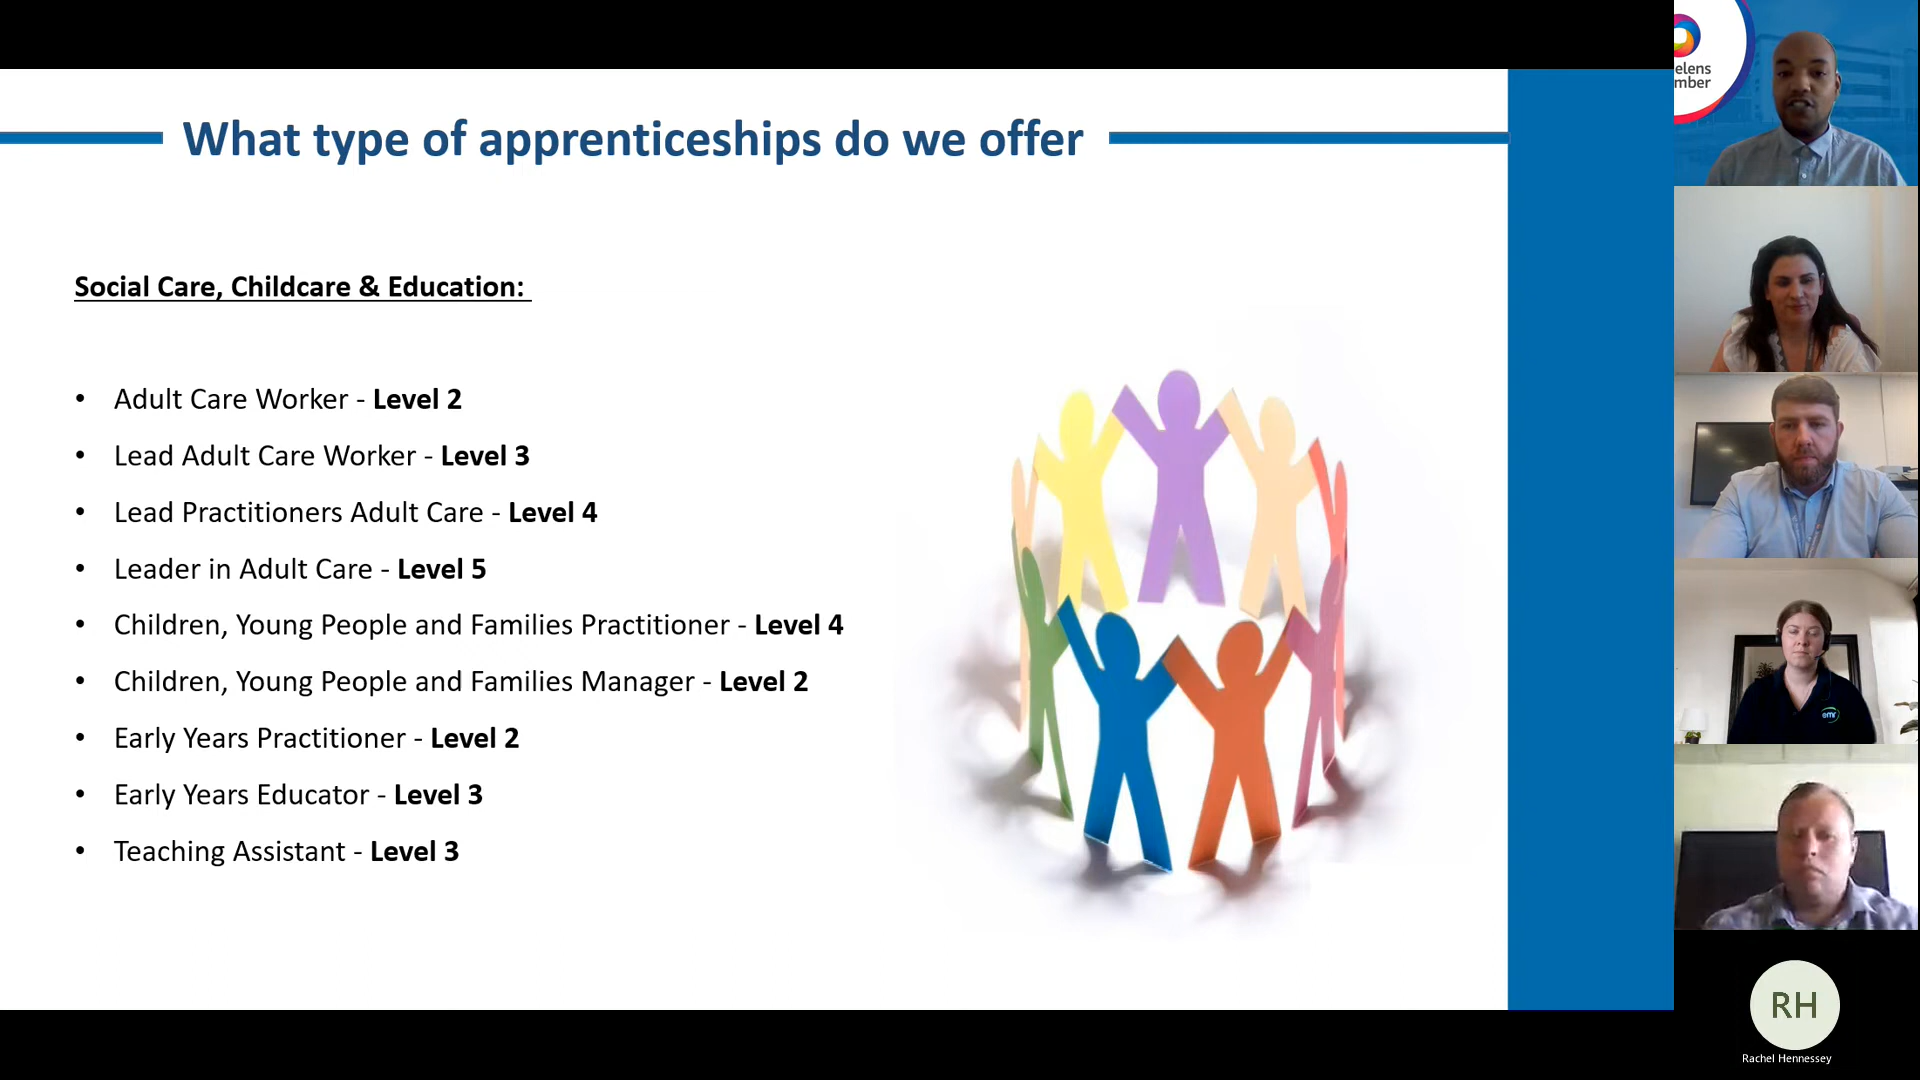 What type of apprenticeships do we offer
Social Care, Childcare & Education:
• Adult Care Worker - Level 2
• Lead Adult Care Worker - Level 3
• Lead Practitioners Adult Care - Level 4
• Leader in Adult Care - Level 5
• Children, Young People and Families Practitioner - Level 4
• Children, Young People and Families Manager - Level 2
• Early Years Practitioner - Level 2
• Early Years Educator - Level 3
• Teaching Assistant - Level 3
elens
mber
emr
RH
Rachel Hennessey